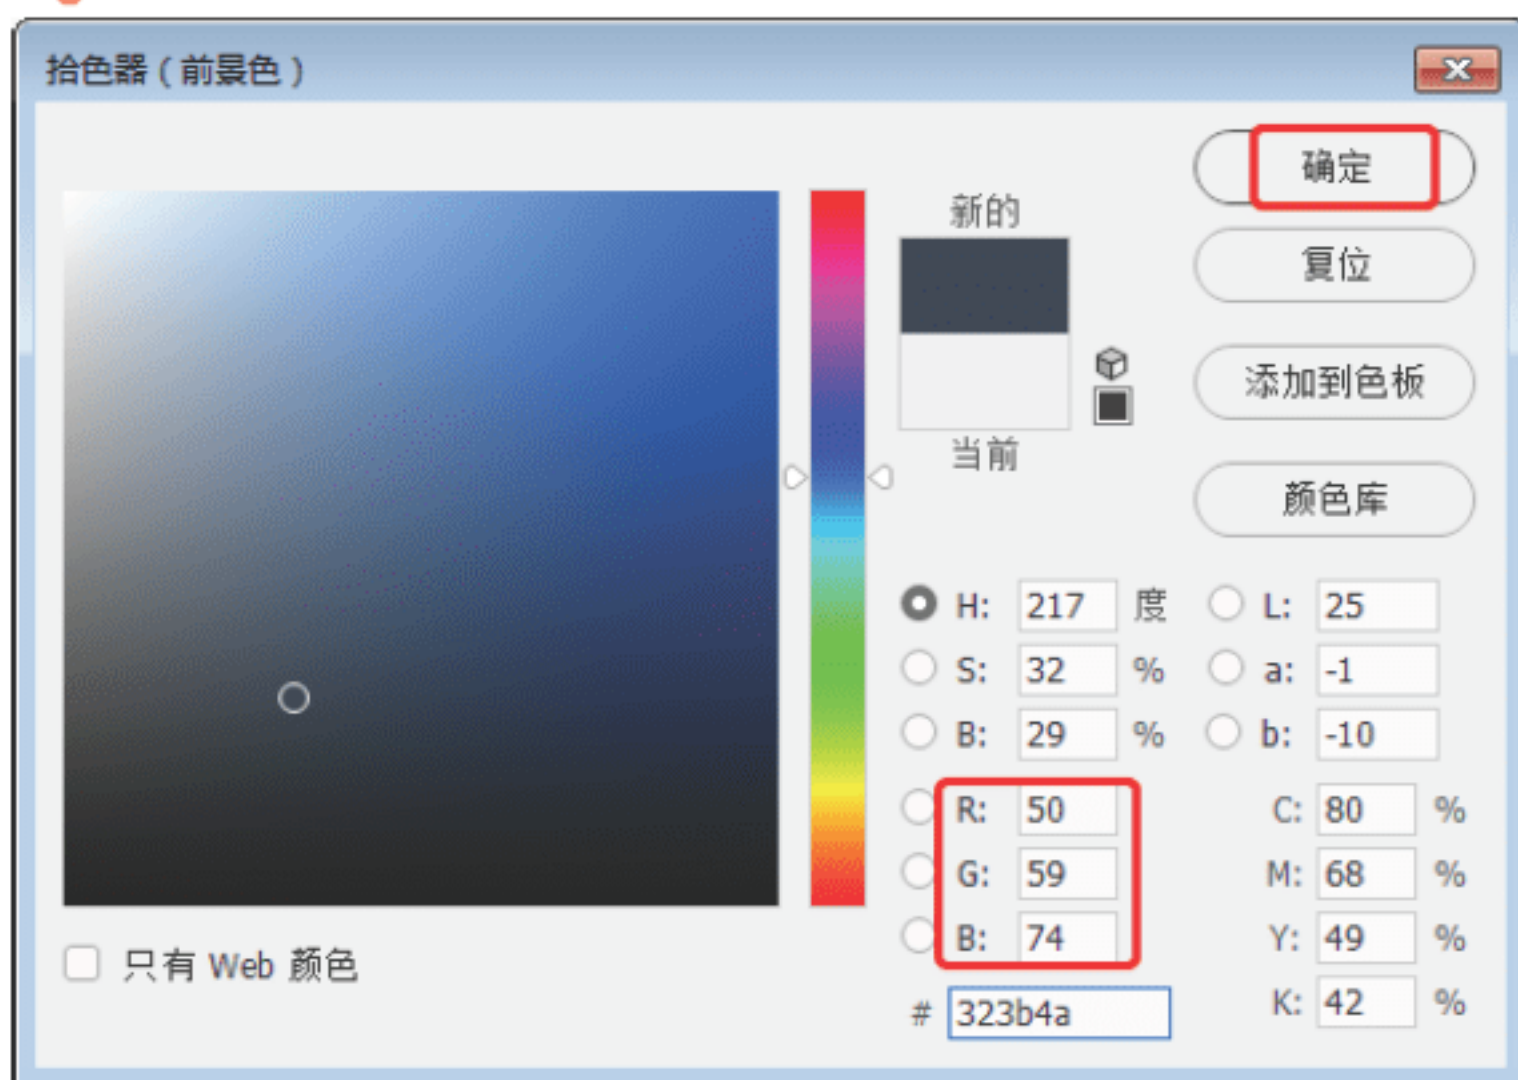 拾色器（前景色）
新的
当前
确定
复位
添加到色板
颜色库
H: 217 度
S: 32 %
B: 29 %
R: 50
G: 59
B: 74
# 323b4a
L: 25
a: -1
b: -10
C: 80 %
M: 68 %
Y: 49 %
K: 42 %
只有 Web 颜色